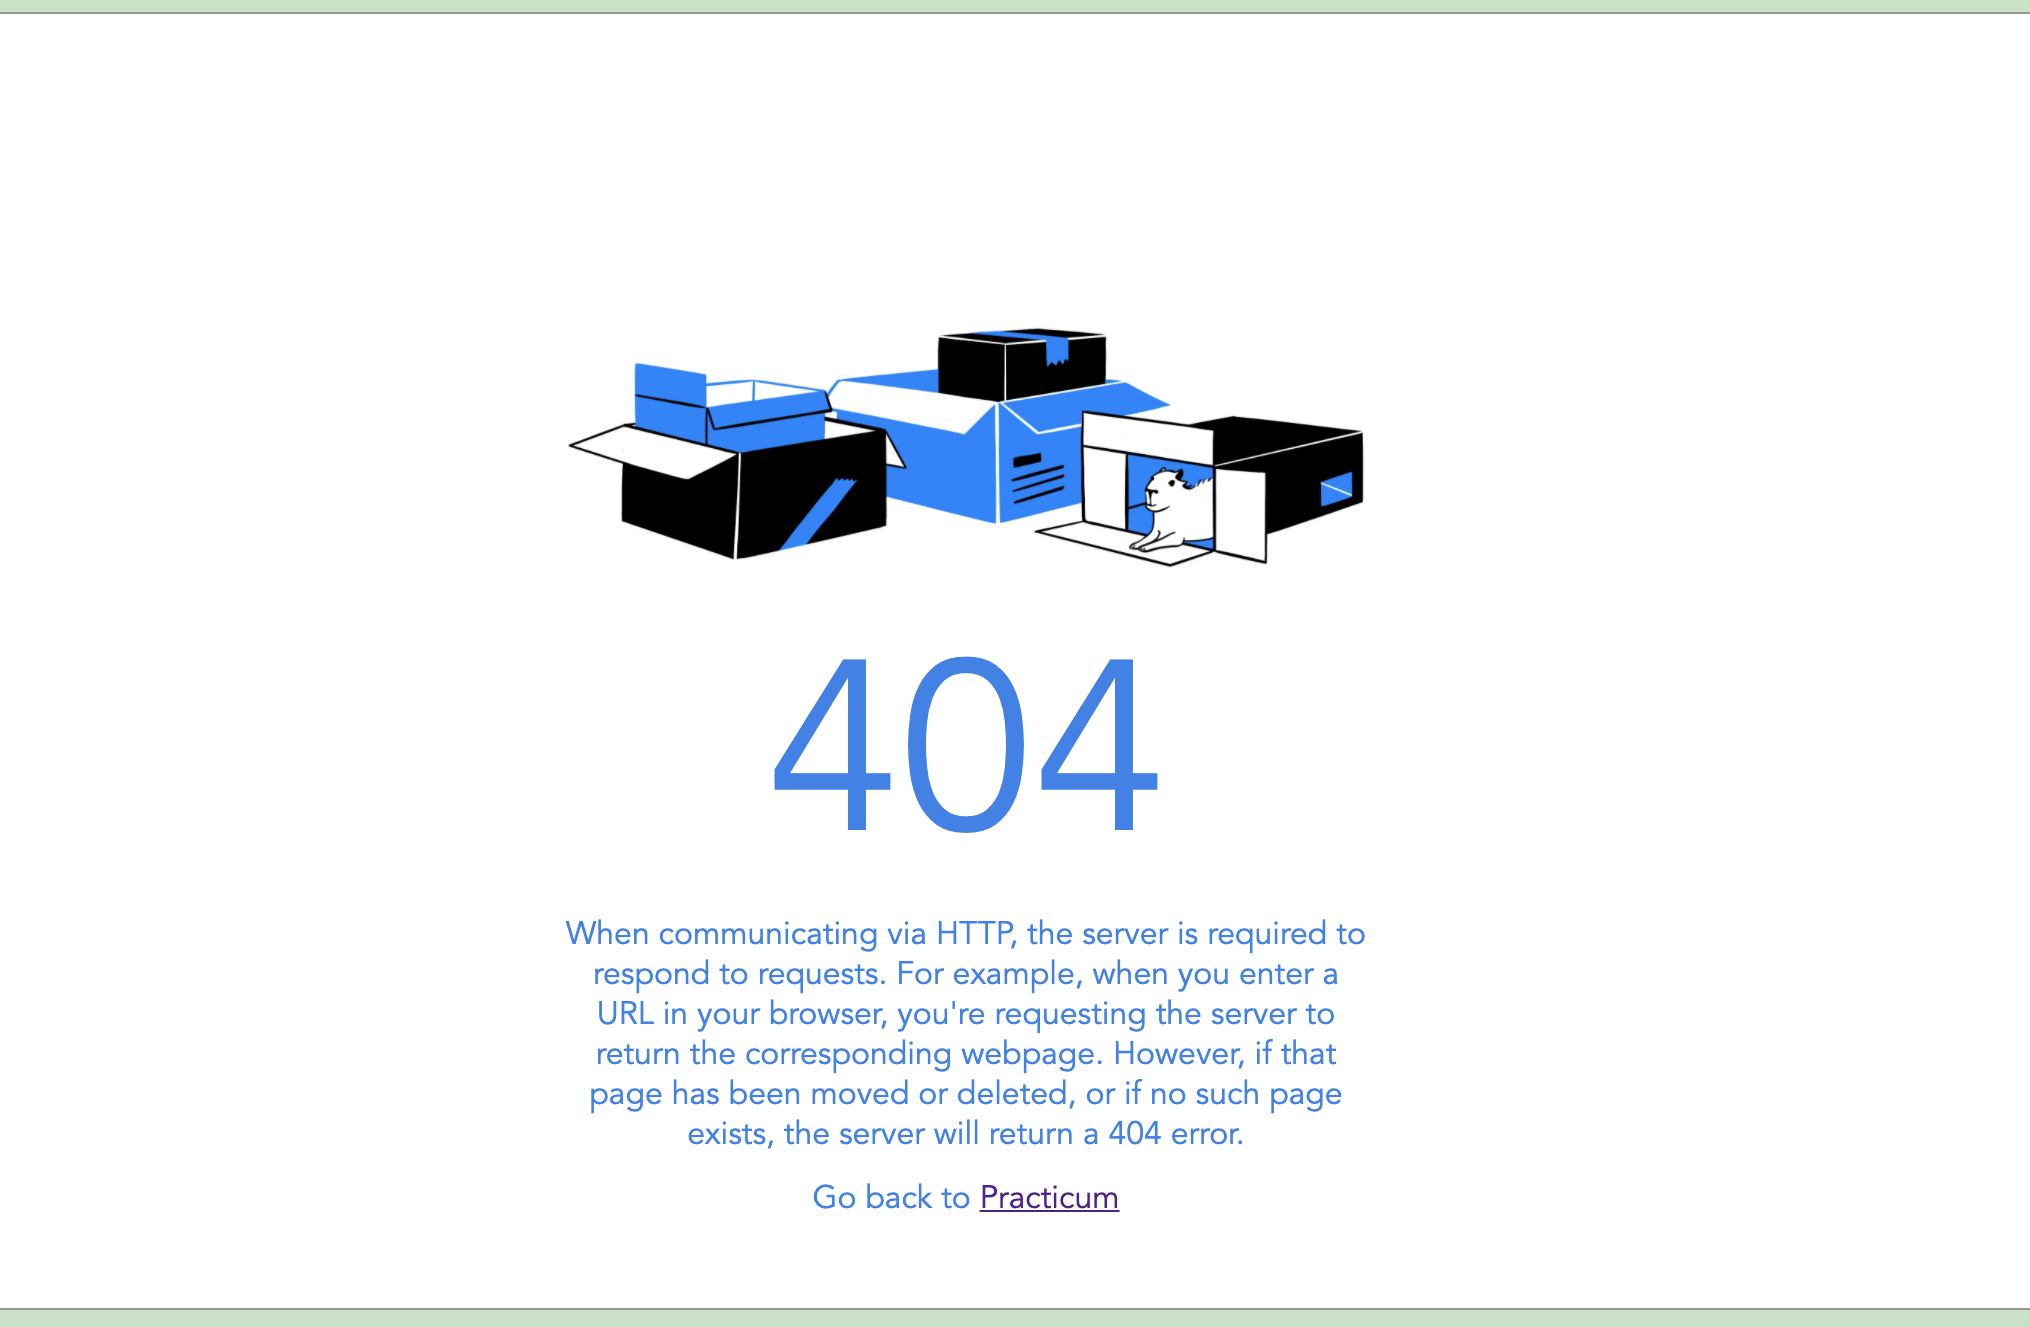 404
When communicating via HTTP, the server is required to
respond to requests. For example, when you enter a
URL in your browser, you're requesting the server to
return the corresponding webpage. However, if that
page has been moved or deleted, or if no such page
exists, the server will return a 404 error.
Go back to Practicum